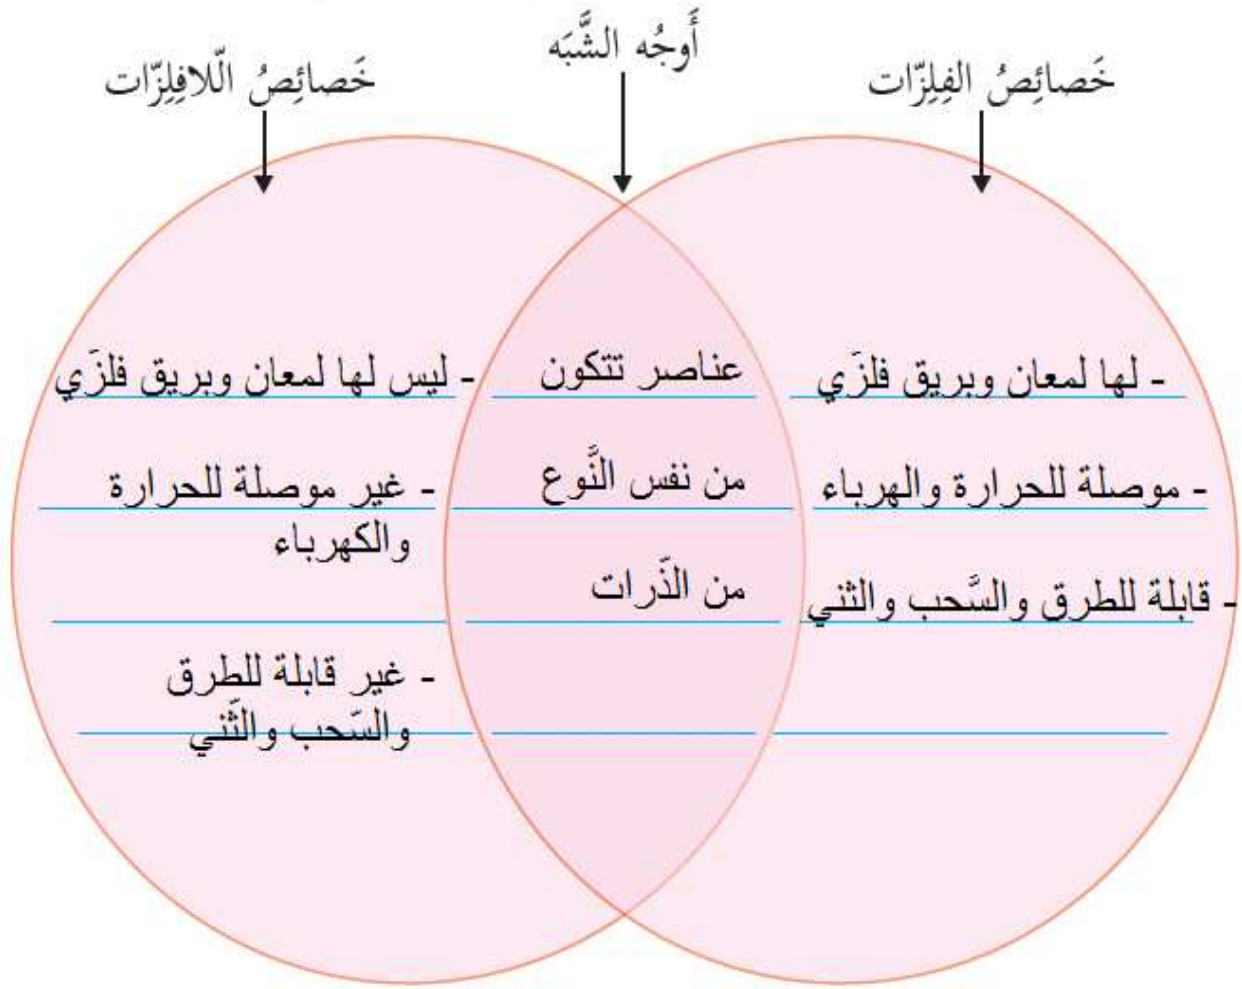 أَوجُه الشَّبَه
خَصائِصُ الفِلِزّات
خَصائِصُ الّلافِلِزّات
- لها لمعان وبريق فلزَي
- موصلة للحرارة والهرباء
- قابلة للطرق والسَّحب والثني
عناصر تتكون
من نفس النَّوع
من الذّرات
- ليس لها لمعان وبريق فلزَي
- غير موصلة للحرارة
والكهرباء
- غير قابلة للطرق
والسّحب والثّني